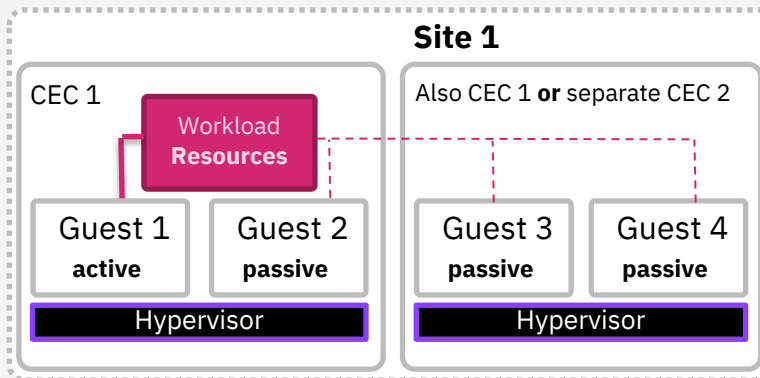 Site 1
CEC 1
Workload
Resources
Guest 1
active
Guest 2
passive
Hypervisor
Also CEC 1 or separate CEC 2
Guest 3
passive
Guest 4
passive
Hypervisor